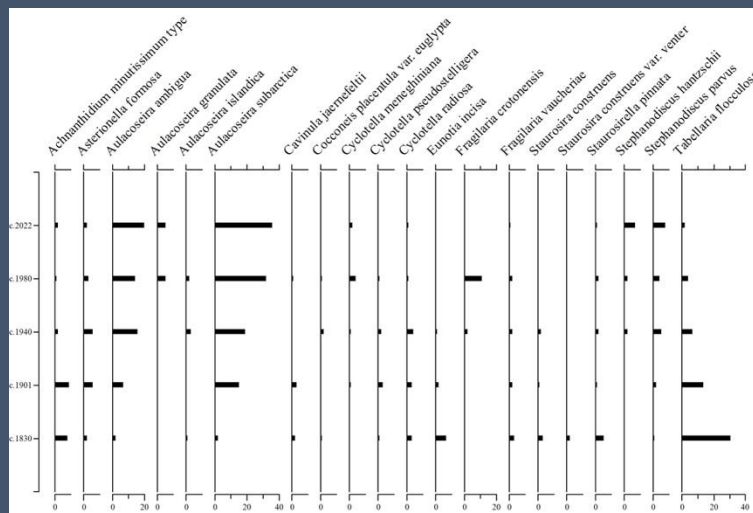 Achnanthidium minutissimum type
Asterionella formosa
Aulacoseira ambigua
Aulacoseira granulata
Aulacoseira islandica
Aulacoseira subarctica
Cavinula jaernefeltii
Cocconeis placentula var. euglypta
Cyclotella meneghiniana
Cyclotella pseudostelligera
Cyclotella radiosa
Eunotia incisa
Fragilaria crotonensis
Fragilaria vaucheriae
Staurosira construens
Staurosira construens var. venter
Staurosirella pinnata
Stephanodiscus hantzschii
Stephanodiscus parvus
Tabellaria flocculosa
c.2022
c.1980
c.1940
c.1901
c.1830
0 0 0 20 0 0 0 20 40 0 0 0 0 0 0 0 20 0 0 0 0 0 0 0 20 40